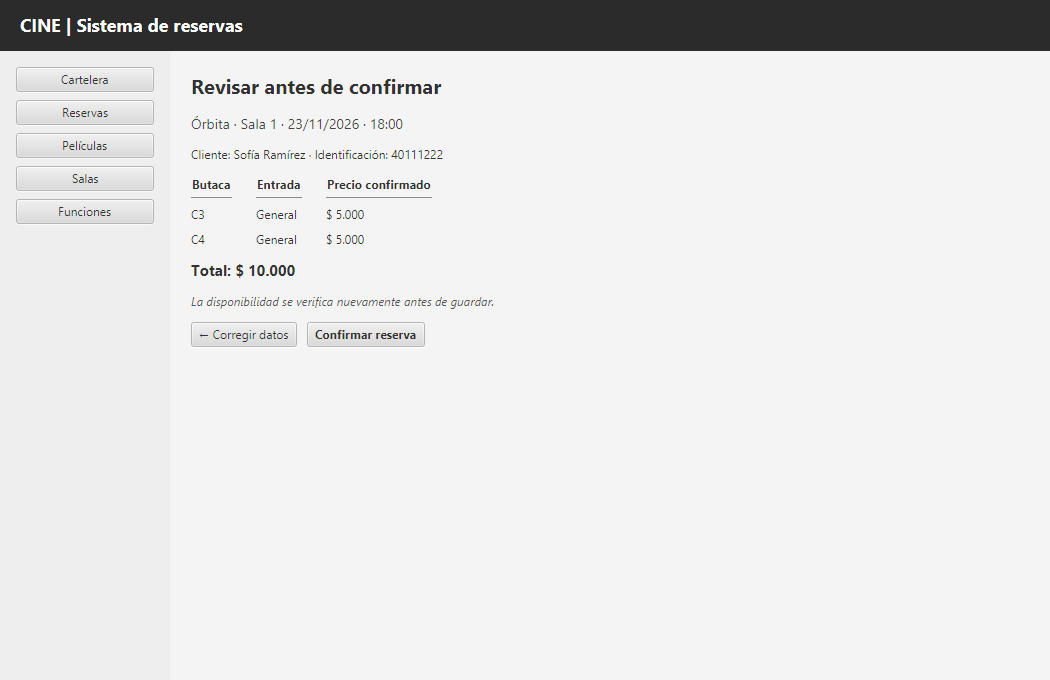 CINE | Sistema de reservas
Cartelera
Reservas
Películas
Salas
Funciones
Revisar antes de confirmar
Órbita · Sala 1 · 23/11/2026 · 18:00
Cliente: Sofía Ramírez · Identificación: 40111222
Butaca Entrada Precio confirmado
C3 General $ 5.000
C4 General $ 5.000
Total: $ 10.000
La disponibilidad se verifica nuevamente antes de guardar.
← Corregir datos Confirmar reserva